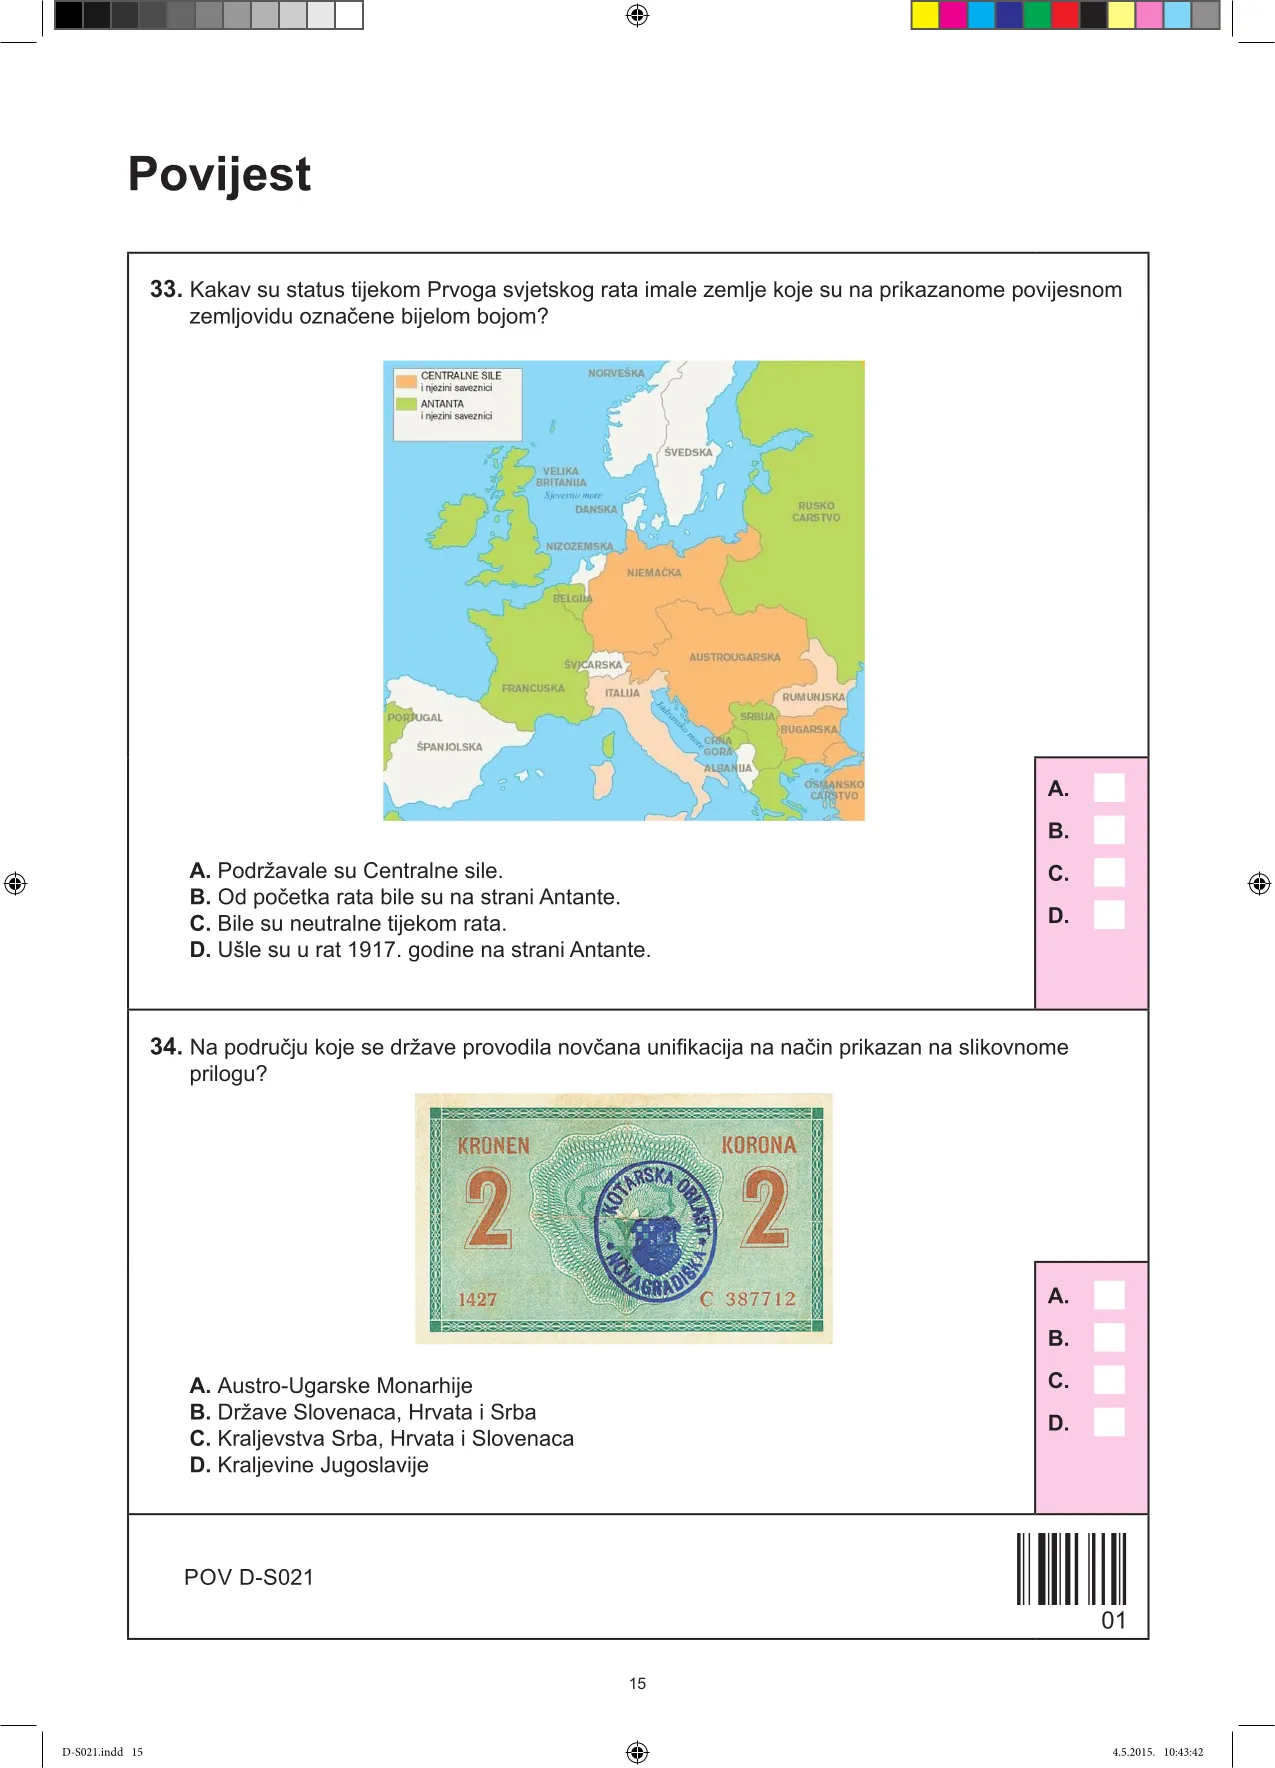 Povijest
33. Kakav su status tijekom Prvoga svjetskog rata imale zemlje koje su na prikazanome povijesnom
zemljovidu označene bijelom bojom?
CENTRALNE SILE
i njezini saveznici
ANTANTA
i njezini saveznici
NORVEŠKA
ŠVEDSKA
VELIKA
BRITANIJA
Sjeverno more
DANSKA
RUSKO
CARSTVO
NIZOZEMSKA
NJEMAČKA
BELGIJA
AUSTROUGARSKA
ŠVICARSKA
FRANCUSKA
ITALIJA
RUMUNJSKA
Jadransko more
PORTUGAL
SRBIJA
BUGARSKA
ŠPANJOLSKA
CRNA
GORA
ALBANIJA
OSMANSKO
CARSTVO
A. Podržavale su Centralne sile.
B. Od početka rata bile su na strani Antante.
C. Bile su neutralne tijekom rata.
D. Ušle su u rat 1917. godine na strani Antante.
A.
B.
C.
D.
34. Na području koje se države provodila novčana unifikacija na način prikazan na slikovnome
prilogu?
KRONEN KORONA
2 2
KOTARSKA OBLAST
NOVAGRADIŠKA
1427 C 387712
A. Austro-Ugarske Monarhije
B. Države Slovenaca, Hrvata i Srba
C. Kraljevstva Srba, Hrvata i Slovenaca
D. Kraljevine Jugoslavije
A.
B.
C.
D.
POV D-S021
01
15
D-S021.indd 15 4.5.2015. 10:43:42